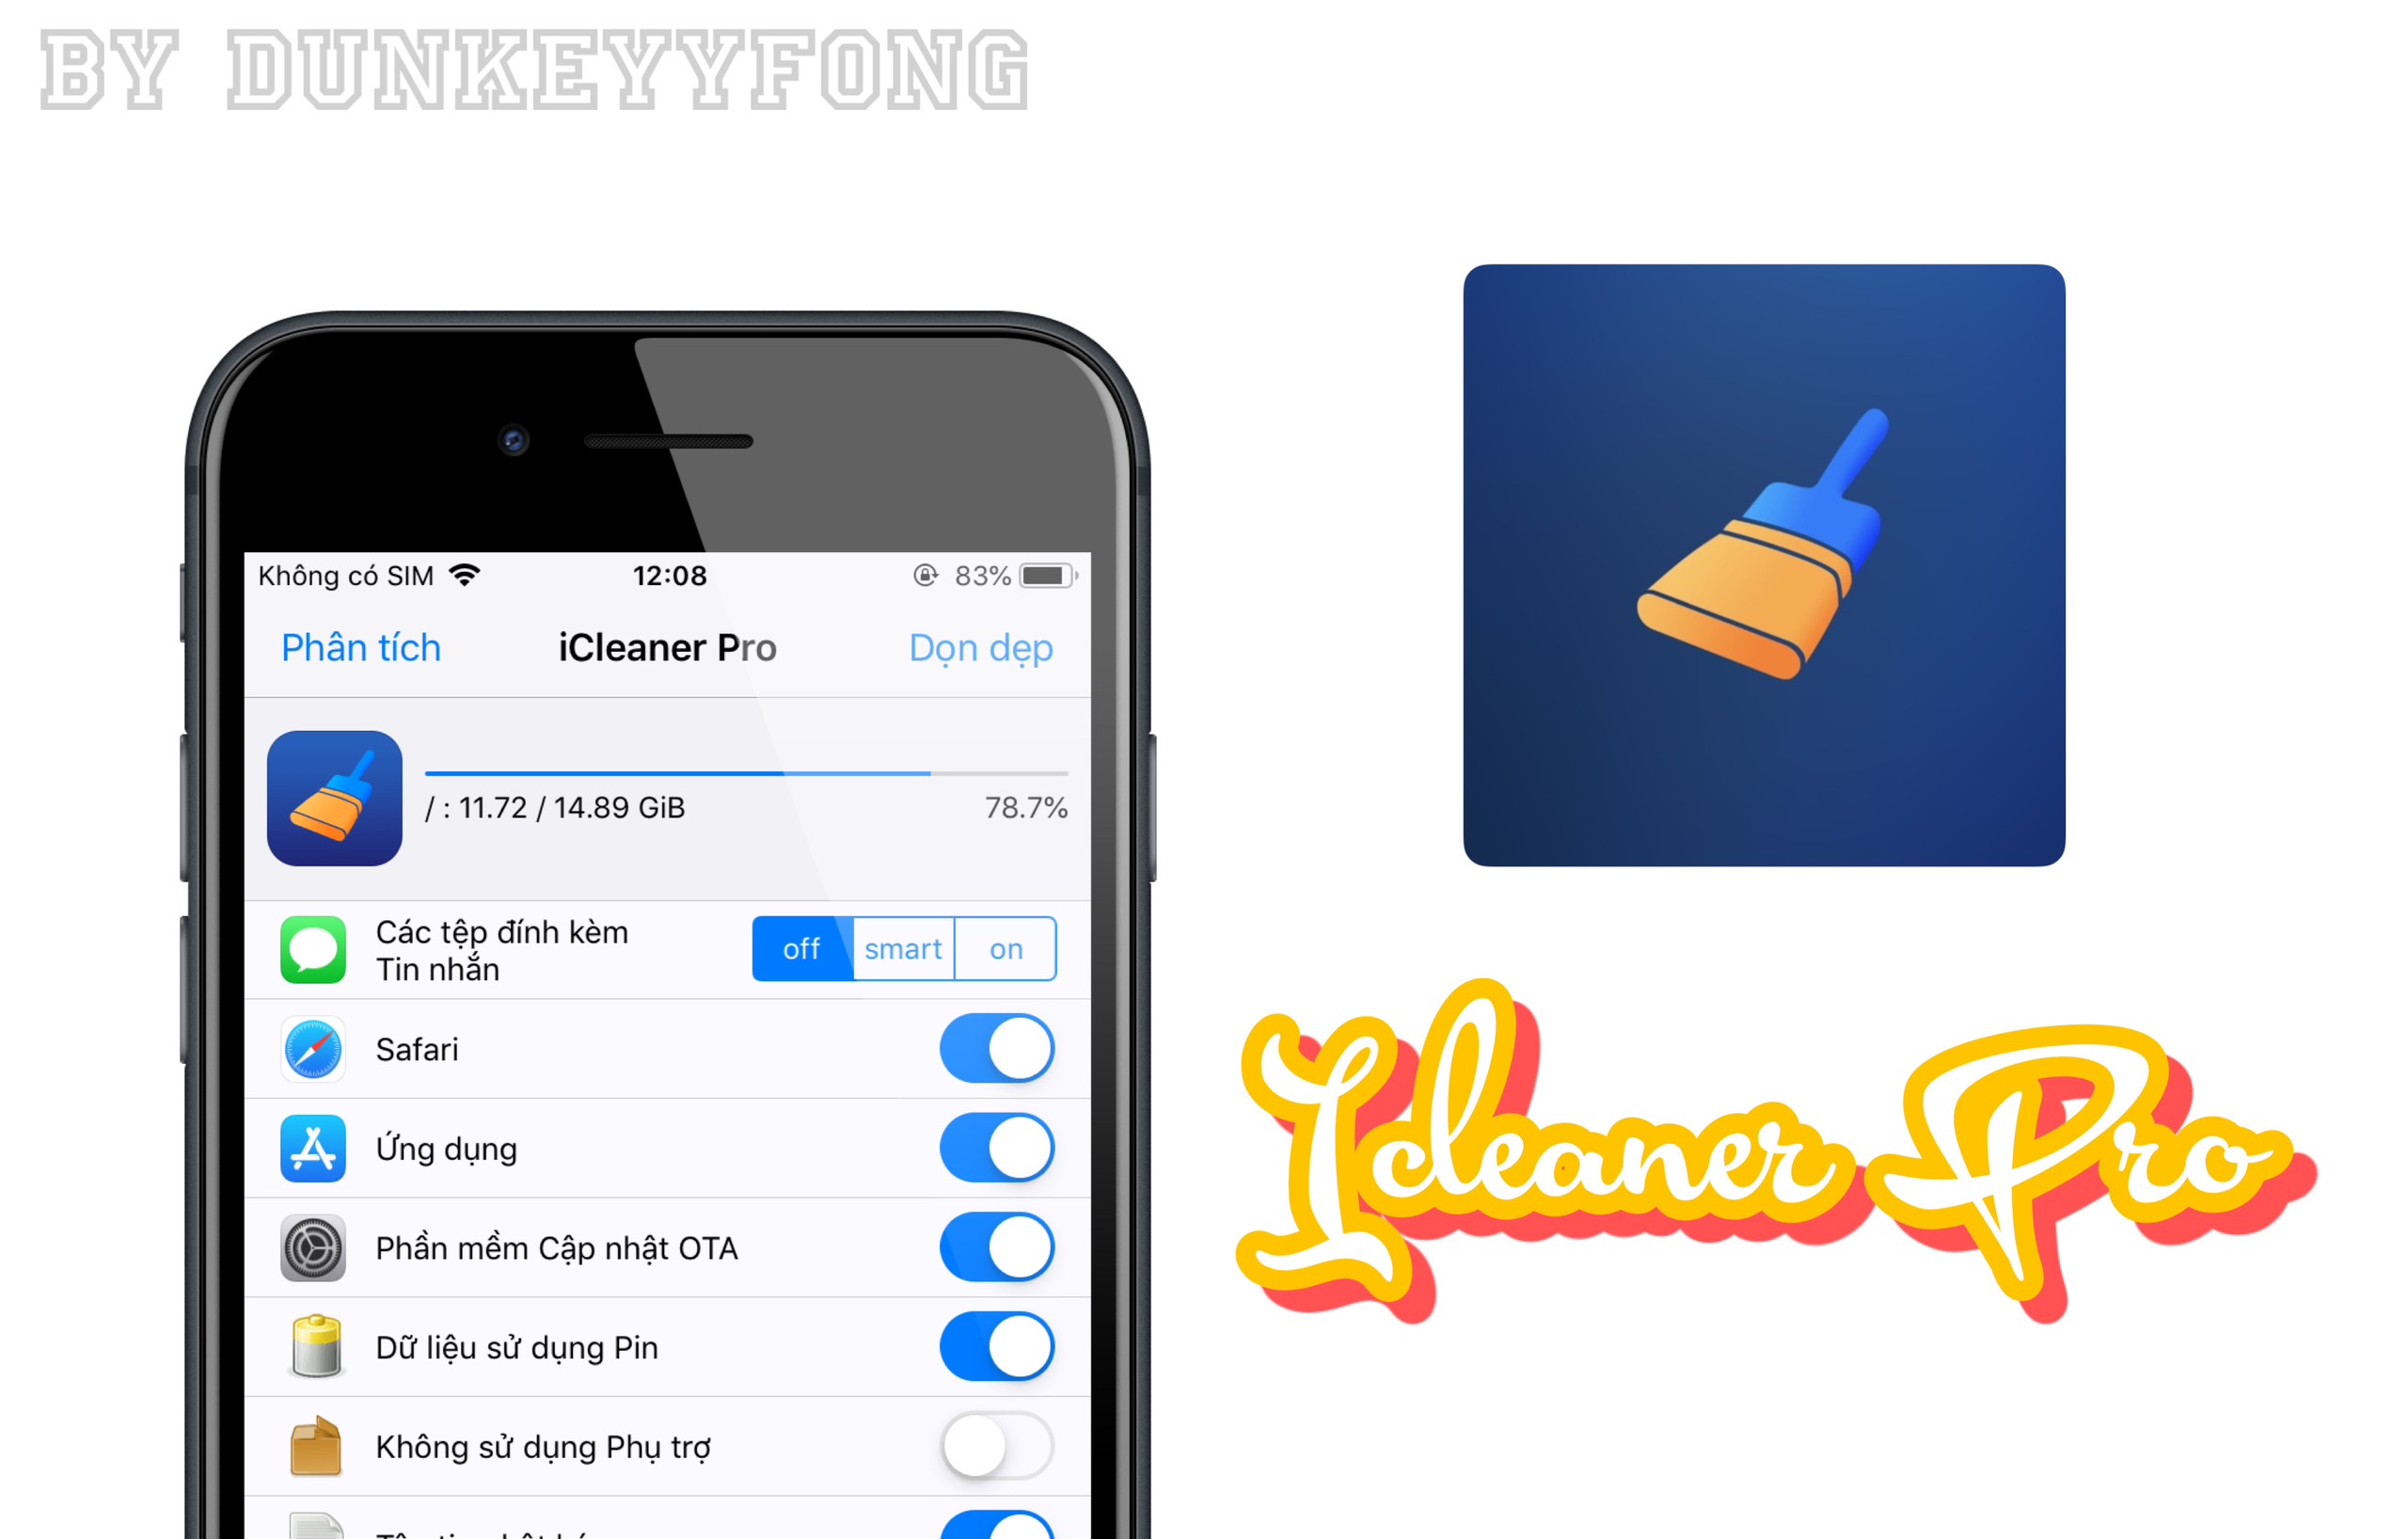 BY DUNKEYYFONG
Không có SIM 12:08 83%
Phân tích iCleaner Pro Dọn dẹp
/ : 11.72 / 14.89 GiB 78.7%
Các tệp đính kèm
Tin nhắn
off smart on
Safari
Ứng dụng
Phần mềm Cập nhật OTA
Dữ liệu sử dụng Pin
Không sử dụng Phụ trợ
Icleaner Pro